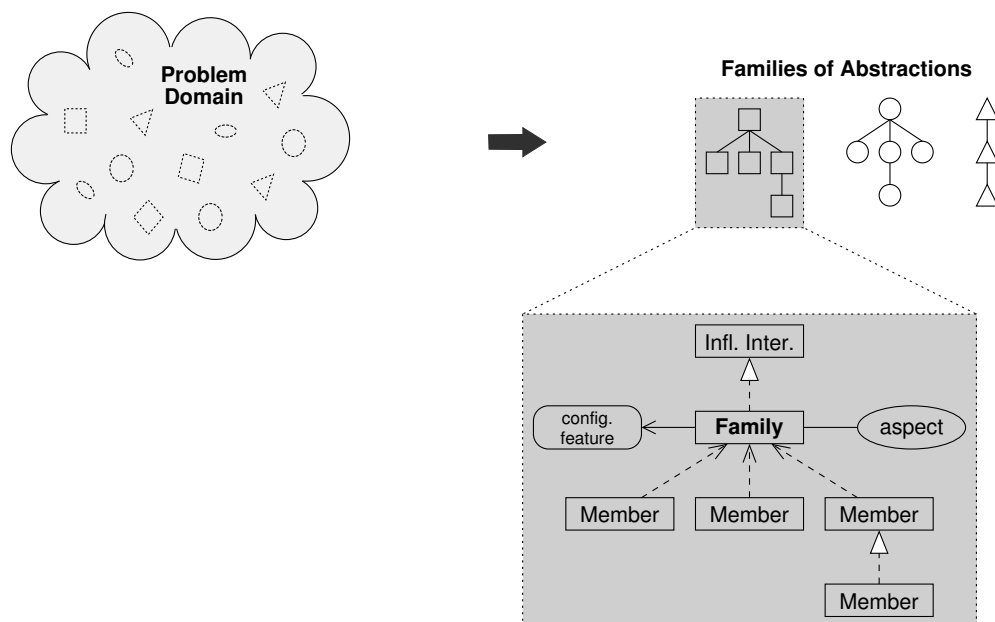 Problem
Domain
Families of Abstractions
Infl. Inter.
config.
feature
Family
aspect
Member
Member
Member
Member